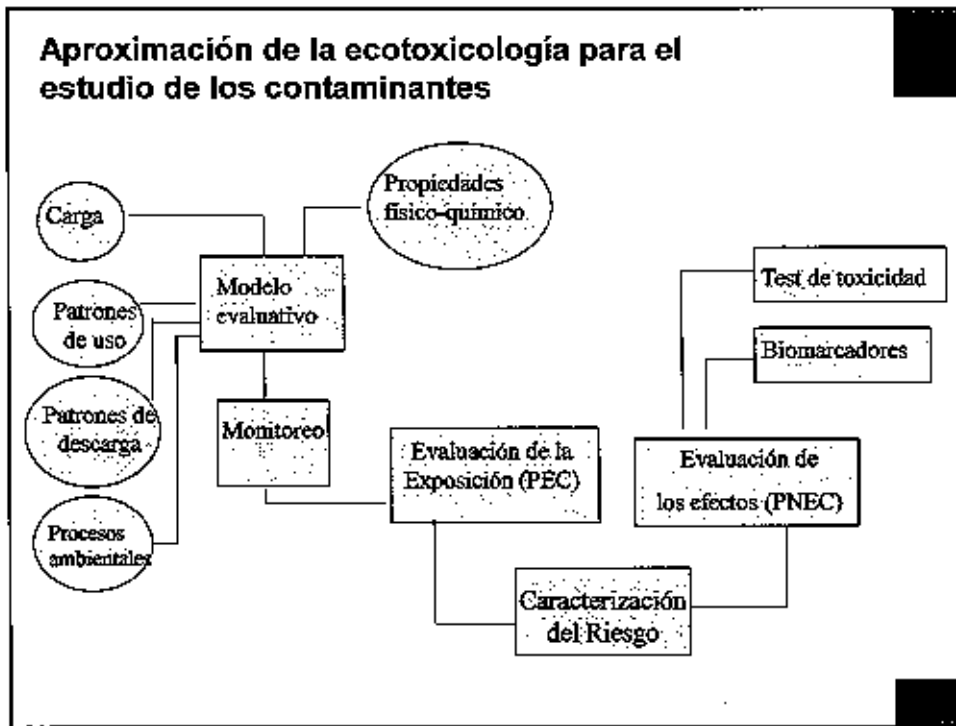 Aproximación de la ecotoxicología para el
estudio de los contaminantes
Carga
Propiedades
físico-químico
Modelo
evaluativo
Patrones
de uso
Patrones de
descarga
Procesos
ambientales
Monitoreo
Evaluación de la
Exposición (PEC)
Test de toxicidad
Biomarcadores
Evaluación de
los efectos (PNEC)
Caracterización
del Riesgo